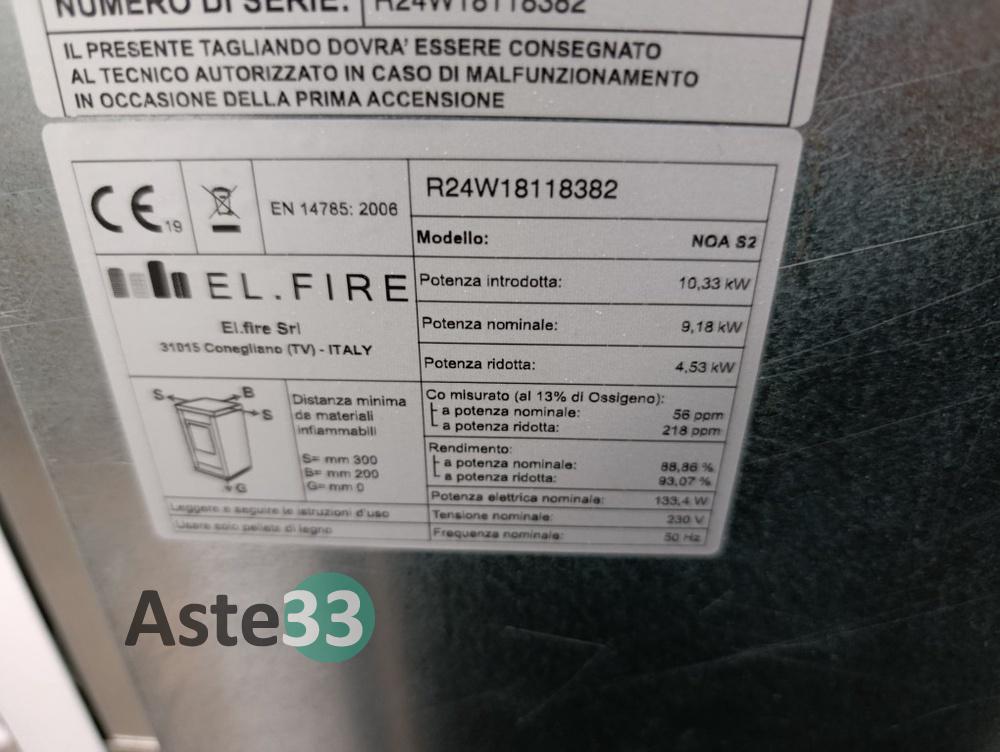 NUMERO DI SERIE: R24W18118382
IL PRESENTE TAGLIANDO DOVRA' ESSERE CONSEGNATO
AL TECNICO AUTORIZZATO IN CASO DI MALFUNZIONAMENTO
IN OCCASIONE DELLA PRIMA ACCENSIONE
CE 19
EN 14785: 2006
R24W18118382
Modello: NOA S2
EL.FIRE
El.fire Srl
31015 Conegliano (TV) - ITALY
Potenza introdotta: 10,33 kW
Potenza nominale: 9,18 kW
Potenza ridotta: 4,53 kW
S B
S
G
Distanza minima
da materiali
infiammabili
S= mm 300
B= mm 200
G= mm 0
Co misurato (al 13% di Ossigeno):
a potenza nominale: 56 ppm
a potenza ridotta: 218 ppm
Rendimento:
a potenza nominale: 88,86 %
a potenza ridotta: 93,07 %
Leggere e seguire le istruzioni d'uso
Usare solo pellets di legno
Potenza elettrica nominale: 133,4 W
Tensione nominale: 230 V
Frequenza nominale: 50 Hz
Aste33